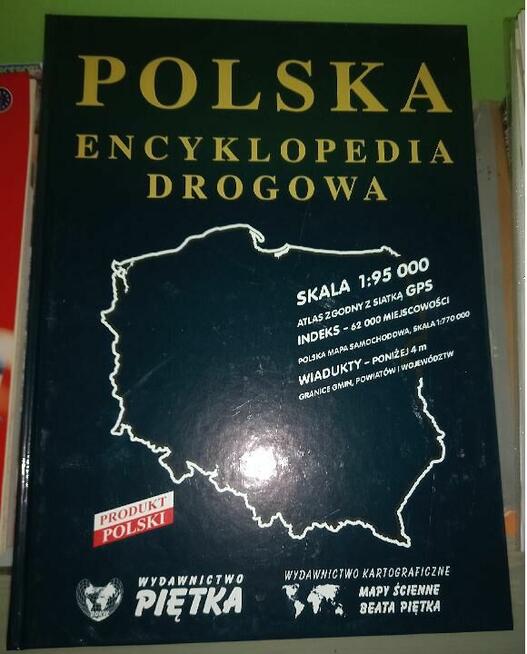 POLSKA
ENCYKLOPEDIA
DROGOWA
SKALA 1:95 000
ATLAS ZGODNY Z SIATKĄ GPS
INDEKS - 62 000 MIEJSCOWOŚCI
POLSKA MAPA SAMOCHODOWA, SKALA 1:770 000
WIADUKTY - PONIŻEJ 4 m
GRANICE GMIN, POWIATÓW I WOJEWÓDZTW
PRODUKT
POLSKI
WYDAWNICTWO
PIĘTKA
WYDAWNICTWO KARTOGRAFICZNE
MAPY ŚCIENNE
BEATA PIĘTKA